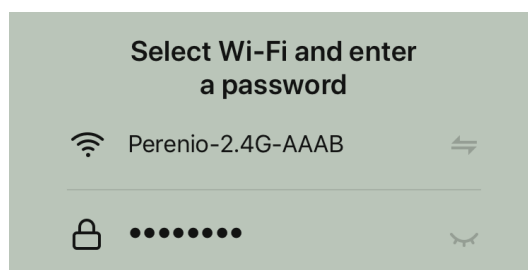 Select Wi-Fi and enter
a password
Perenio-2.4G-AAAB
••••••••